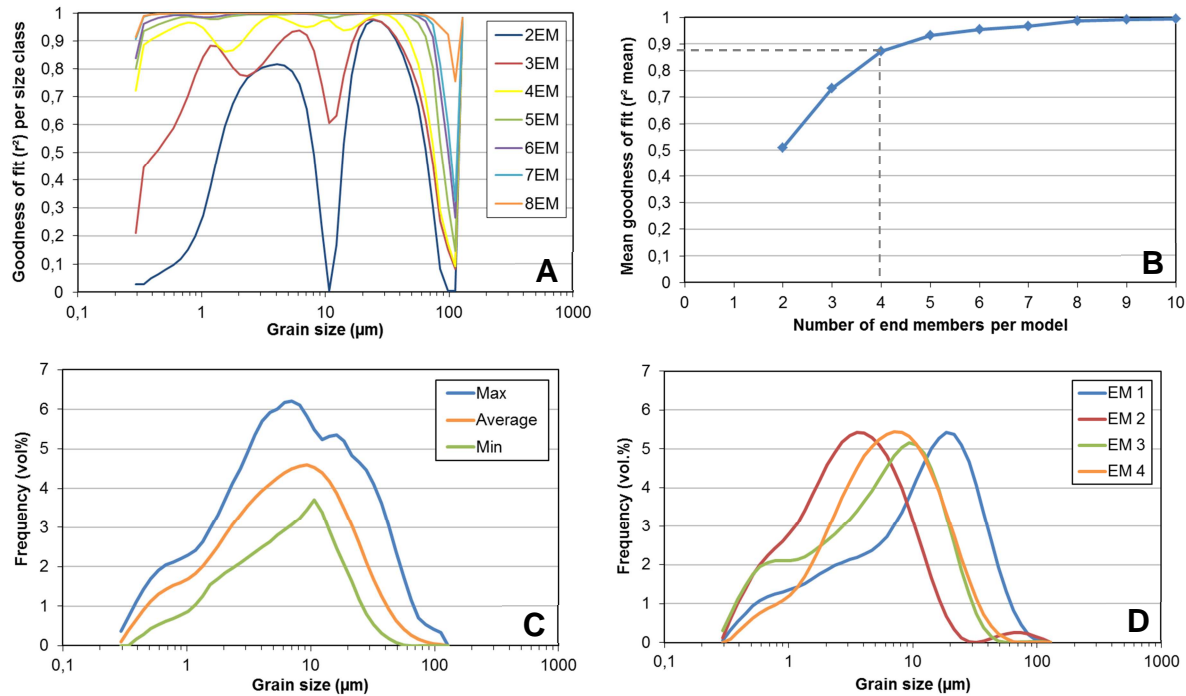 Goodness of fit (r²) per size class
1
0,9
0,8
0,7
0,6
0,5
0,4
0,3
0,2
0,1
0
0,1 1 10 100 1000
Grain size (µm)
2EM
3EM
4EM
5EM
6EM
7EM
8EM
A
Mean goodness of fit (r² mean)
1
0,9
0,8
0,7
0,6
0,5
0,4
0,3
0,2
0,1
0
0 1 2 3 4 5 6 7 8 9 10
Number of end members per model
B
Frequency (vol%)
7
6
5
4
3
2
1
0
0,1 1 10 100 1000
Grain size (µm)
Max
Average
Min
C
Frequency (vol.%)
7
6
5
4
3
2
1
0
0,1 1 10 100 1000
Grain size (µm)
EM 1
EM 2
EM 3
EM 4
D